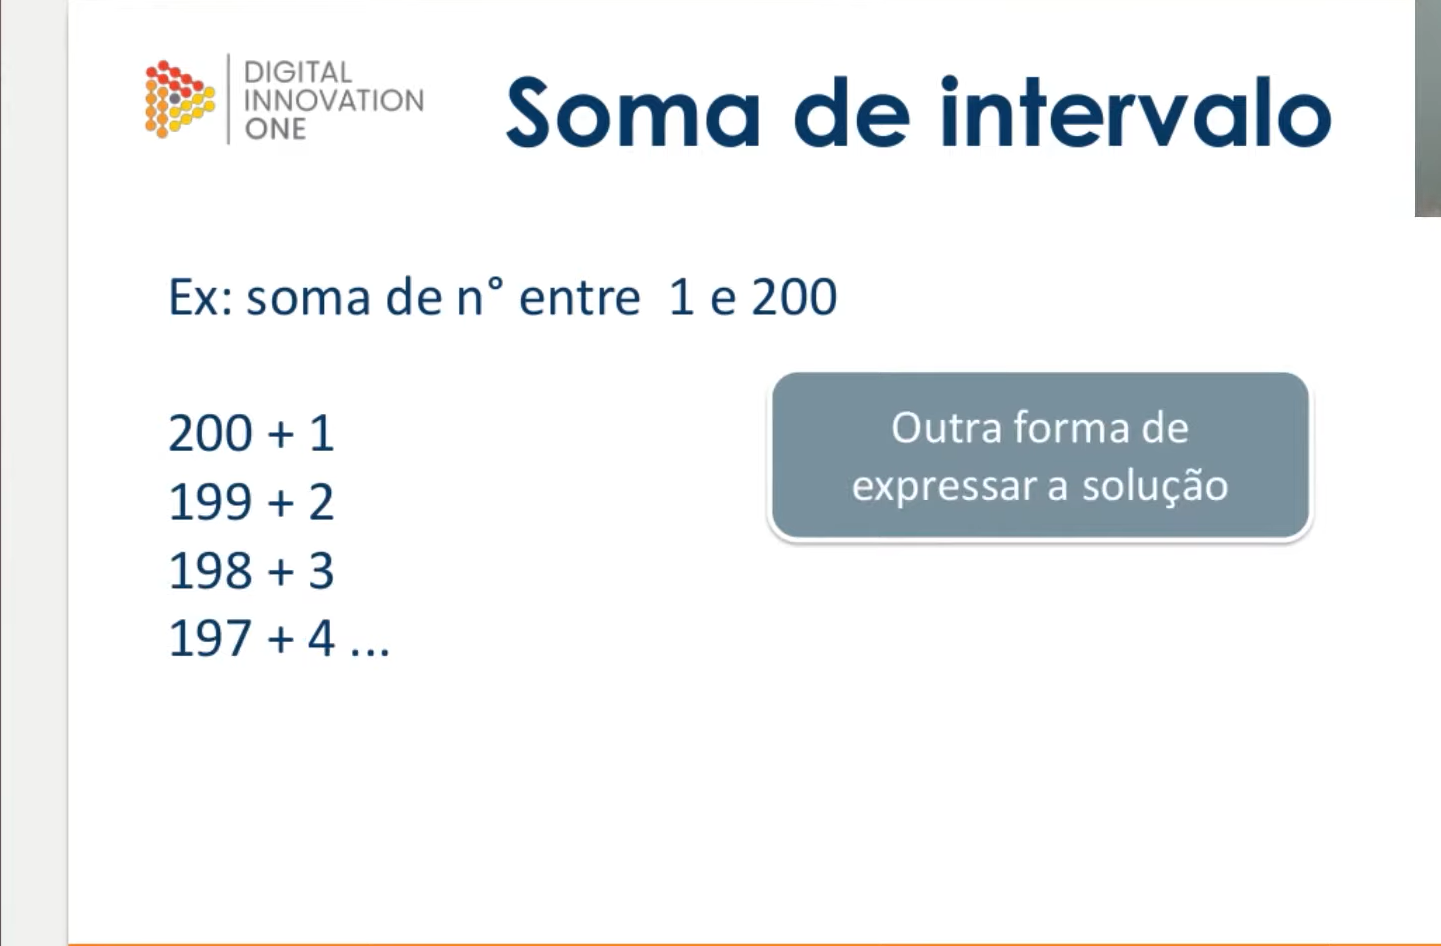 DIGITAL
INNOVATION
ONE
Soma de intervalo
Ex: soma de n° entre 1 e 200
200 + 1
199 + 2
198 + 3
197 + 4 ...
Outra forma de
expressar a solução